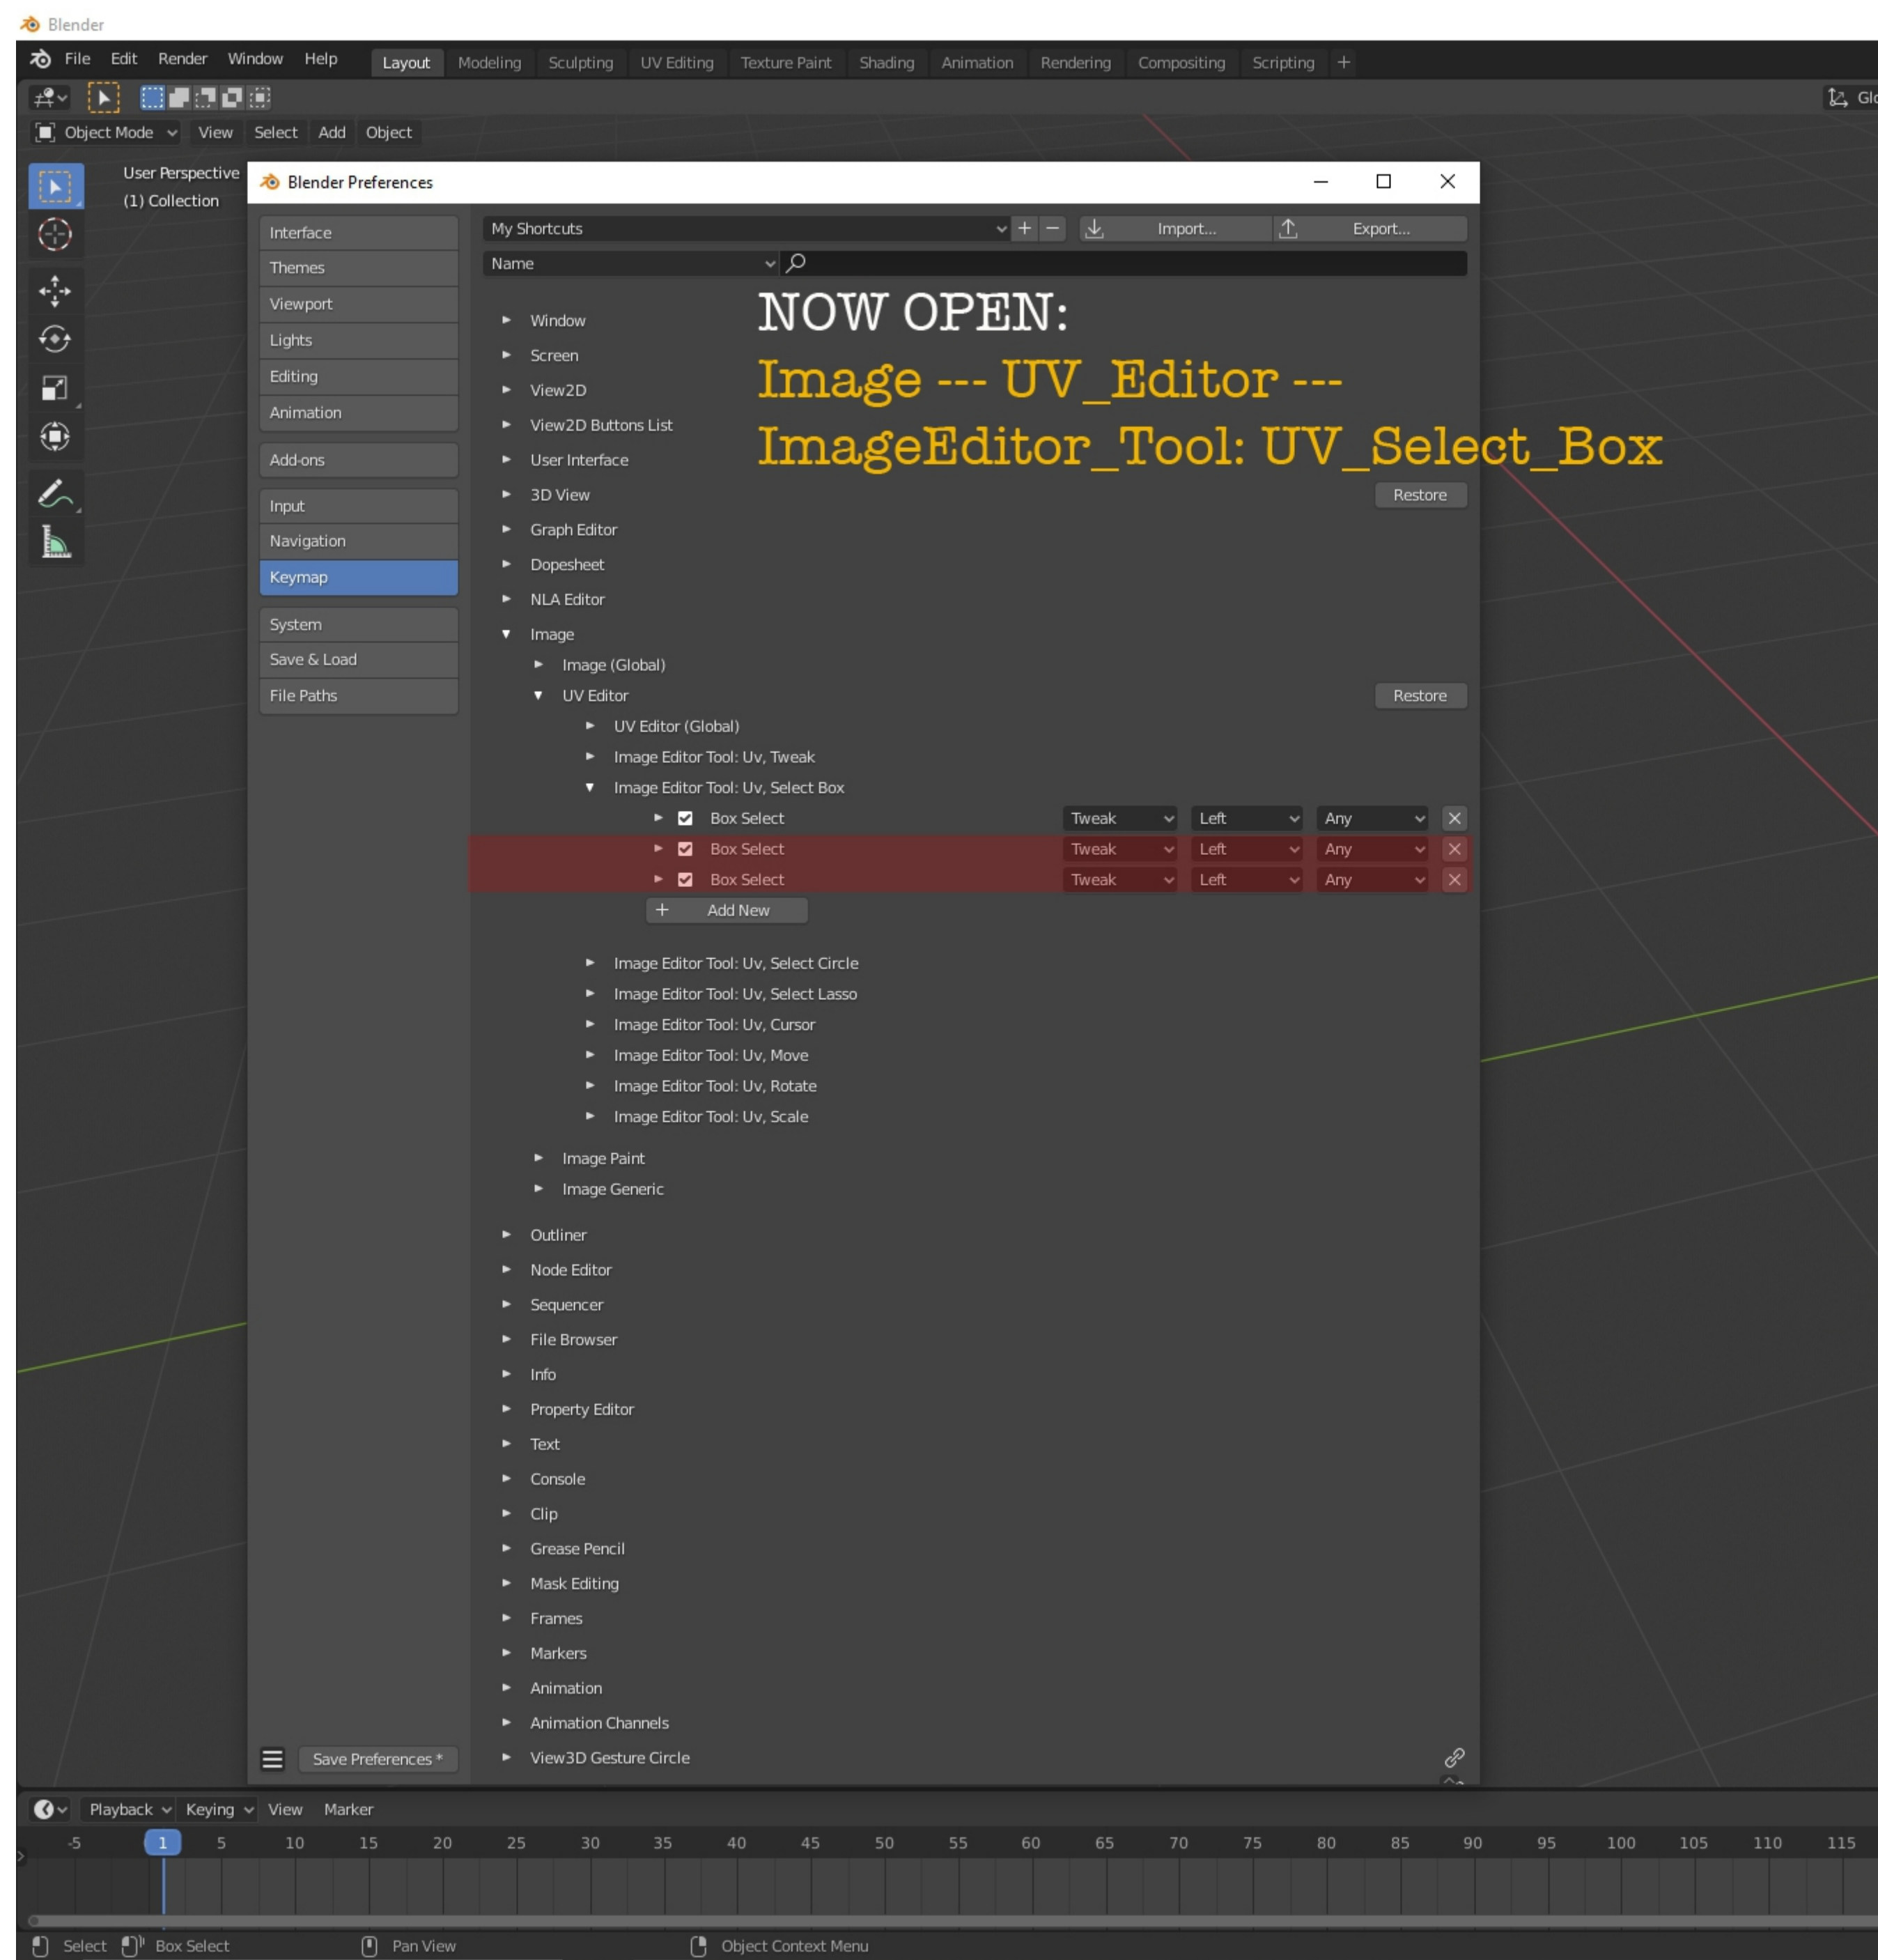 Blender
File Edit Render Window Help Layout Modeling Sculpting UV Editing Texture Paint Shading Animation Rendering Compositing Scripting +
Object Mode View Select Add Object
User Perspective
(1) Collection
Blender Preferences
Interface
Themes
Viewport
Lights
Editing
Animation
Add-ons
Input
Navigation
Keymap
System
Save & Load
File Paths
Save Preferences *
My Shortcuts + − Import... Export...
Name
NOW OPEN:
Image --- UV_Editor ---
ImageEditor_Tool: UV_Select_Box
Window
Screen
View2D
View2D Buttons List
User Interface
3D View Restore
Graph Editor
Dopesheet
NLA Editor
Image
Image (Global)
UV Editor Restore
UV Editor (Global)
Image Editor Tool: Uv, Tweak
Image Editor Tool: Uv, Select Box
Box Select Tweak Left Any
Box Select Tweak Left Any
Box Select Tweak Left Any
+ Add New
Image Editor Tool: Uv, Select Circle
Image Editor Tool: Uv, Select Lasso
Image Editor Tool: Uv, Cursor
Image Editor Tool: Uv, Move
Image Editor Tool: Uv, Rotate
Image Editor Tool: Uv, Scale
Image Paint
Image Generic
Outliner
Node Editor
Sequencer
File Browser
Info
Property Editor
Text
Console
Clip
Grease Pencil
Mask Editing
Frames
Markers
Animation
Animation Channels
View3D Gesture Circle
Playback Keying View Marker
-5 1 5 10 15 20 25 30 35 40 45 50 55 60 65 70 75 80 85 90 95 100 105 110 115
Select Box Select Pan View Object Context Menu